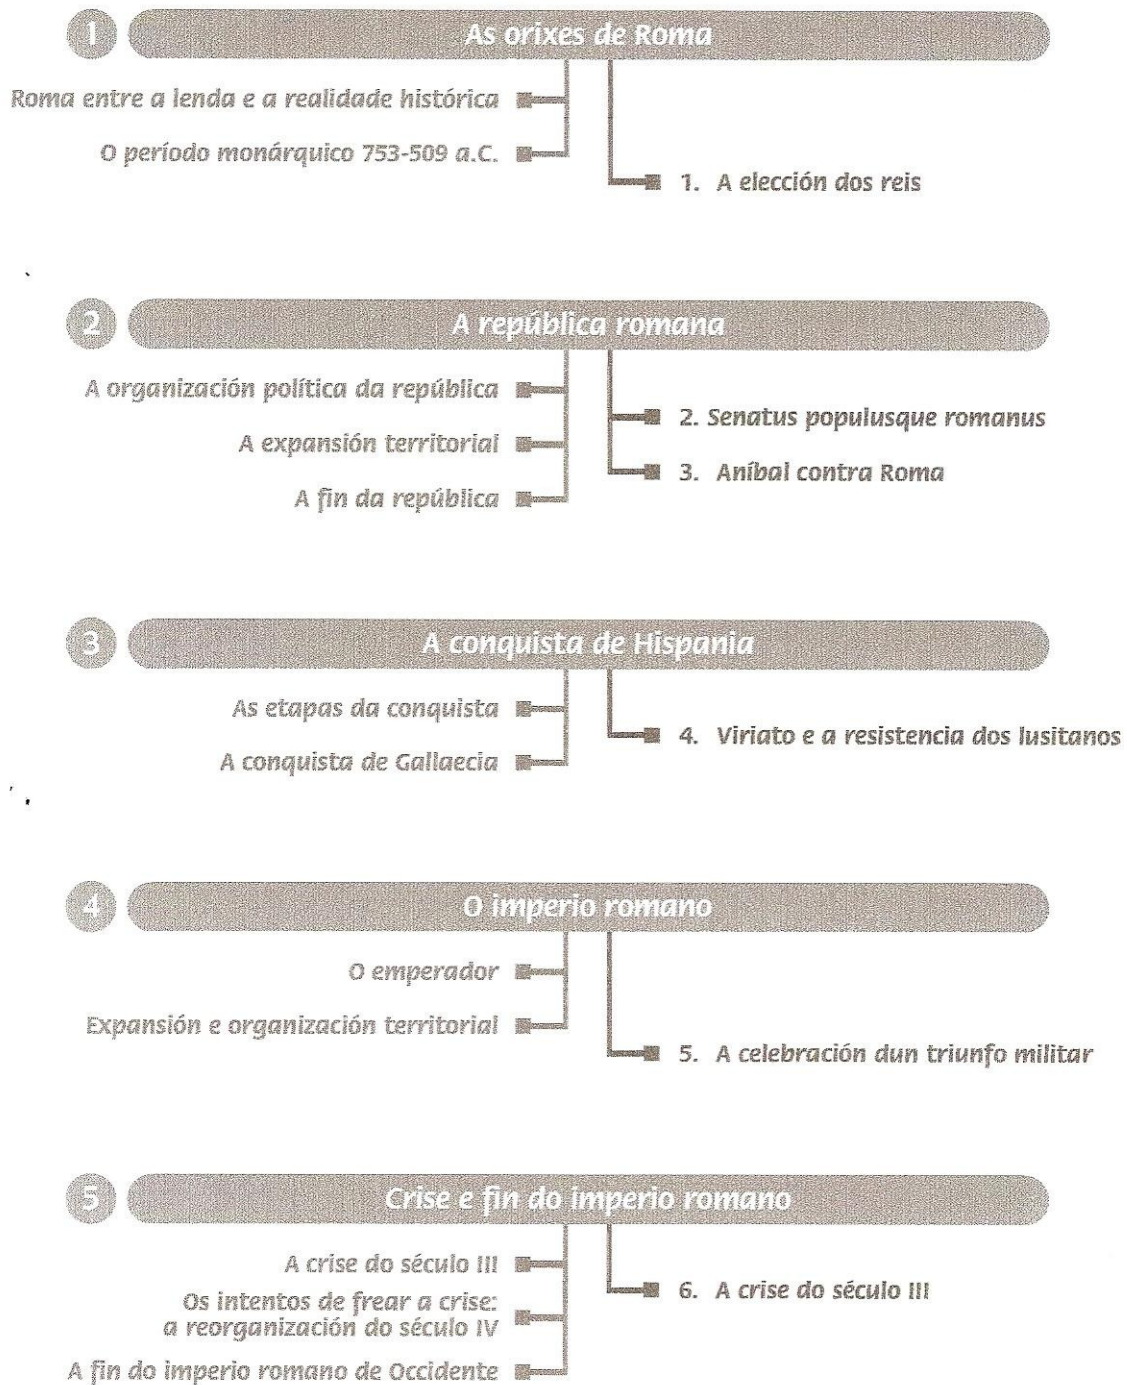 1 As orixes de Roma
Roma entre a lenda e a realidade histórica
O período monárquico 753-509 a.C.
1. A elección dos reis
2 A república romana
A organización política da república
2. Senatus populusque romanus
A expansión territorial
3. Aníbal contra Roma
A fin da república
3 A conquista de Hispania
As etapas da conquista
4. Viriato e a resistencia dos lusitanos
A conquista de Gallaecia
4 O imperio romano
O emperador
Expansión e organización territorial
5. A celebración dun triunfo militar
5 Crise e fin do imperio romano
A crise do século III
6. A crise do século III
Os intentos de frear a crise:
a reorganización do século IV
A fin do imperio romano de Occidente